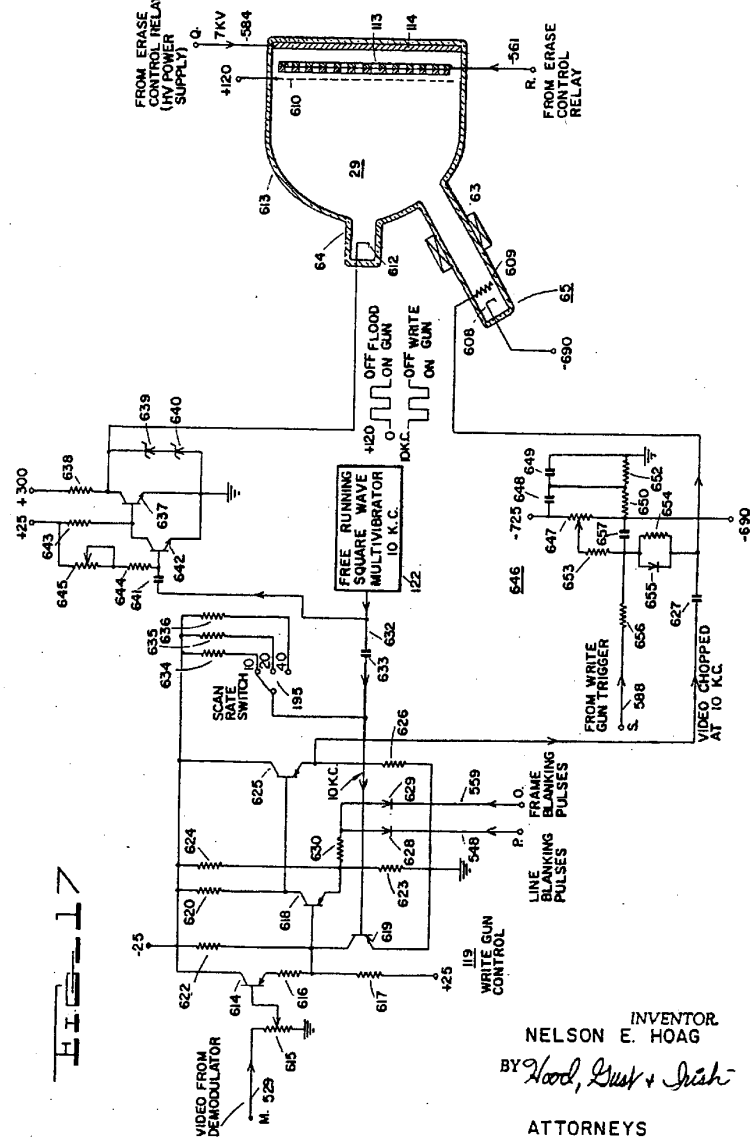 FIG-17
FROM ERASE
CONTROL RELAY
(HV POWER
SUPPLY)
Q.
7KV
-584
+120
113
114
610
-561
R.
FROM ERASE
CONTROL
RELAY
613
29
64
612
63
609
65
608
-690
+25
+300
638
639
640
643
645
637
642
644
641
+120
0
OFF FLOOD
ON GUN
OFF WRITE
ON GUN
10K.C.
FREE RUNNING
SQUARE WAVE
MULTIVIBRATOR
10 K.C.
122
632
633
636
635
634
10
20
40
SCAN
RATE
SWITCH
195
-725
648
649
647
646
650
652
657
653
654
655
656
627
-690
FROM WRITE
GUN TRIGGER
588
S.
VIDEO CHOPPED
AT 10 K.C.
625
626
10K.C.
624
620
622
630
629
628
559
548
O.
FRAME
BLANKING
PULSES
P.
LINE
BLANKING
PULSES
623
618
619
-25
614
616
617
+25
615
119
WRITE GUN
CONTROL
VIDEO FROM
DEMODULATOR
M.
529
INVENTOR
NELSON E. HOAG
BY Hood, Gust & Irish
ATTORNEYS